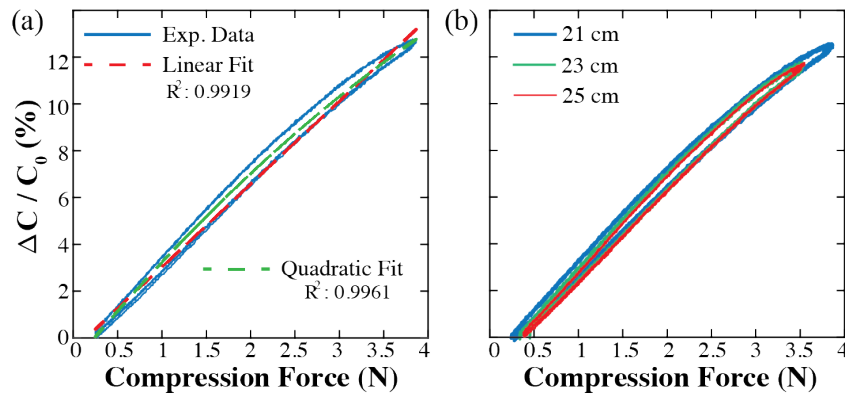 (a)
Exp. Data
Linear Fit
R²: 0.9919
Quadratic Fit
R²: 0.9961
ΔC / C₀ (%)
12
10
8
6
4
2
0
0.5 1 1.5 2 2.5 3 3.5 4
Compression Force (N)
(b)
21 cm
23 cm
25 cm
0.5 1 1.5 2 2.5 3 3.5 4
Compression Force (N)